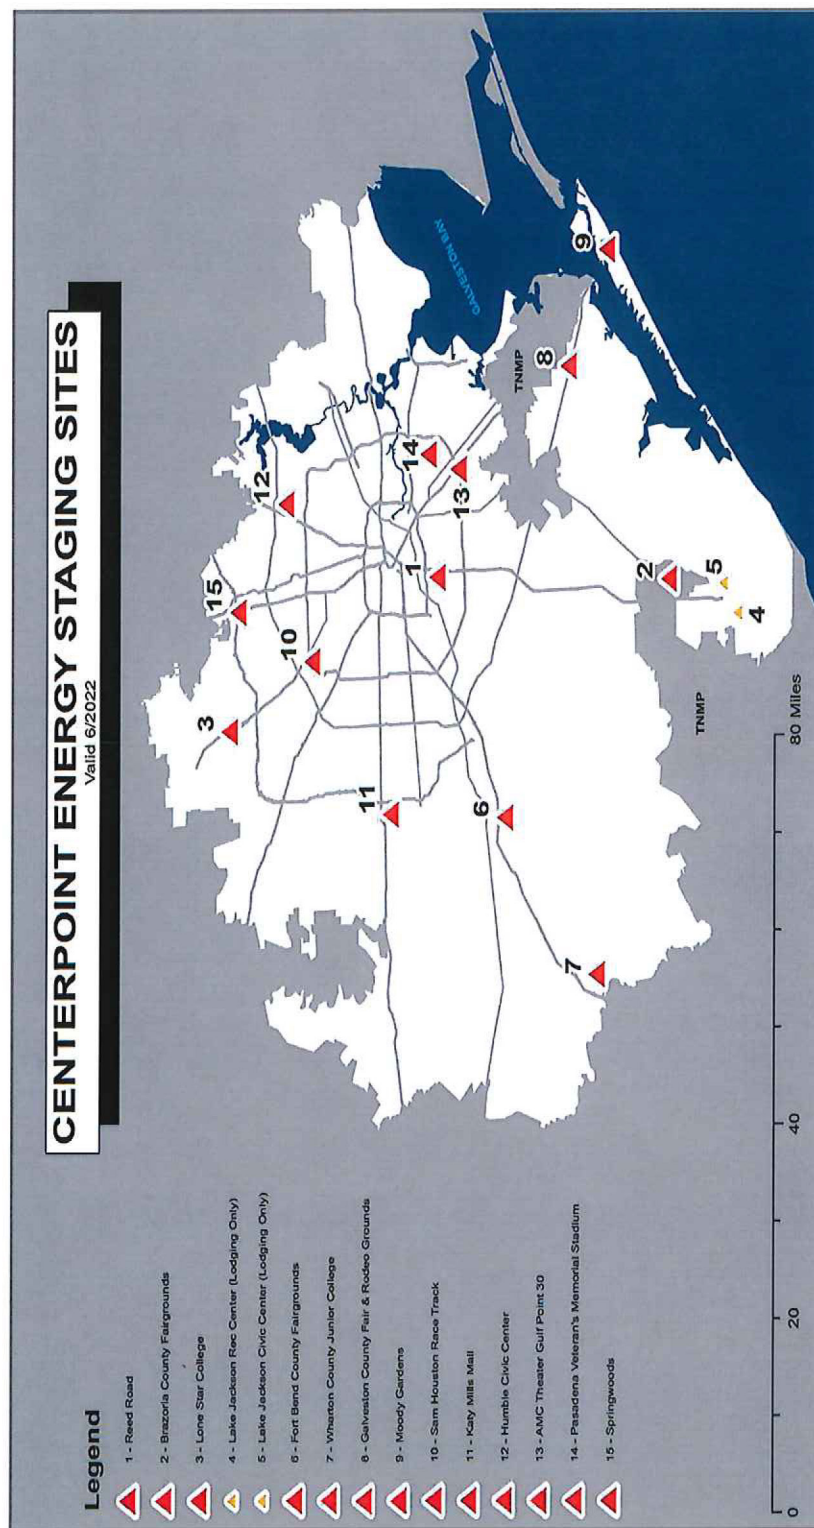 CENTERPOINT ENERGY STAGING SITES
Valid 6/2022
Legend
1 - Reed Road
2 - Brazoria County Fairgrounds
3 - Lone Star College
4 - Lake Jackson Rec Center (Lodging Only)
5 - Lake Jackson Civic Center (Lodging Only)
6 - Fort Bend County Fairgrounds
7 - Wharton County Junior College
8 - Galveston County Fair & Rodeo Grounds
9 - Moody Gardens
10 - Sam Houston Race Track
11 - Katy Mills Mall
12 - Humble Civic Center
13 - AMC Theater Gulf Point 30
14 - Pasadena Veteran's Memorial Stadium
15 - Springwoods
3
15
12
10
11
1
14
13
6
7
8
9
2
5
4
GALVESTON BAY
TNMP
TNMP
0
20
40
80 Miles